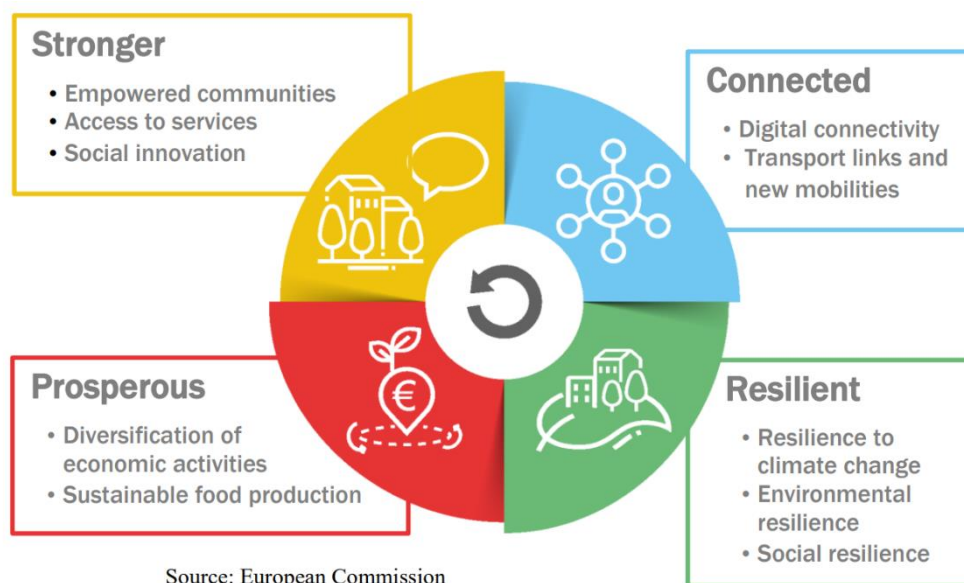 Stronger
• Empowered communities
• Access to services
• Social innovation
Connected
• Digital connectivity
• Transport links and
new mobilities
Prosperous
• Diversification of
economic activities
• Sustainable food production
€
Resilient
• Resilience to
climate change
• Environmental
resilience
• Social resilience
Source: European Commission